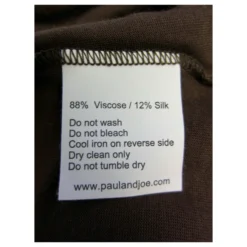 88% Viscose / 12% Silk
Do not wash
Do not bleach
Cool iron on reverse side
Dry clean only
Do not tumble dry
www.paulandjoe.com